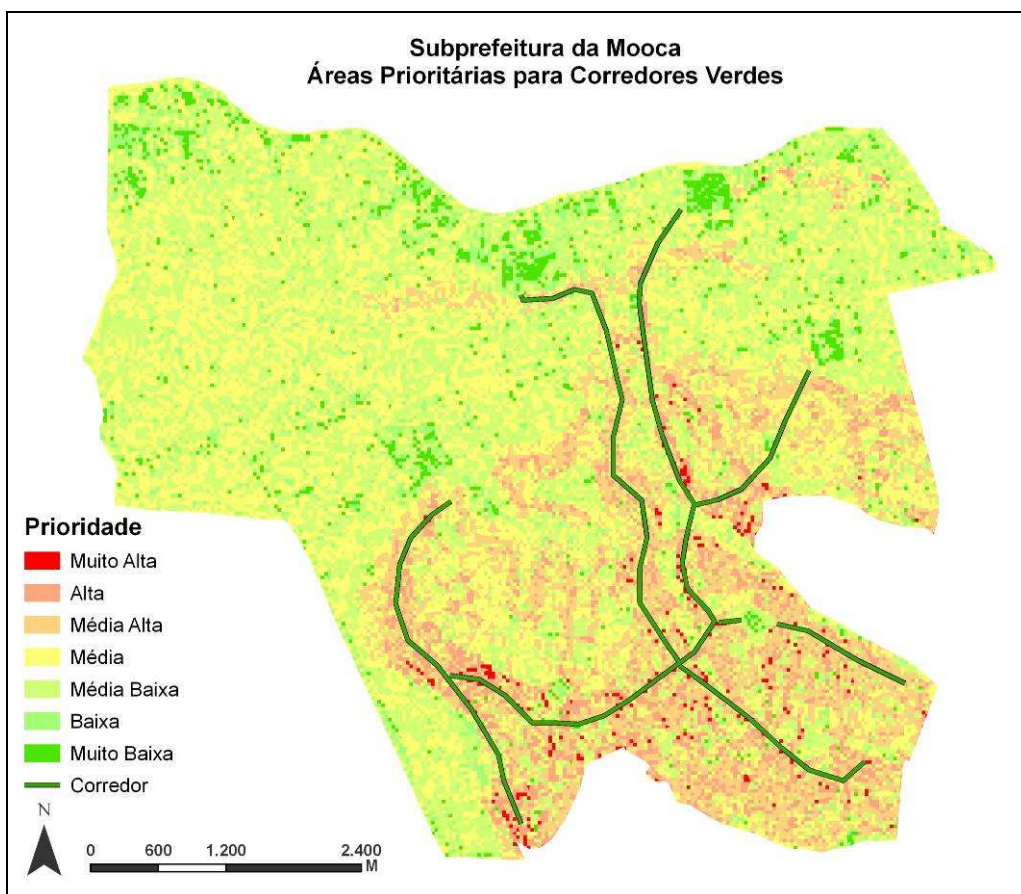 Subprefeitura da Mooca
Áreas Prioritárias para Corredores Verdes
Prioridade
Muito Alta
Alta
Média Alta
Média
Média Baixa
Baixa
Muito Baixa
Corredor
N
0 600 1.200 2.400
M